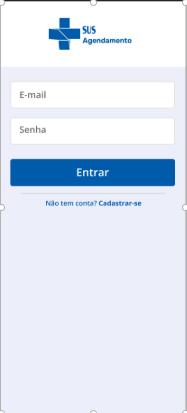 SUS
Agendamento
E-mail
Senha
Entrar
Não tem conta? Cadastrar-se